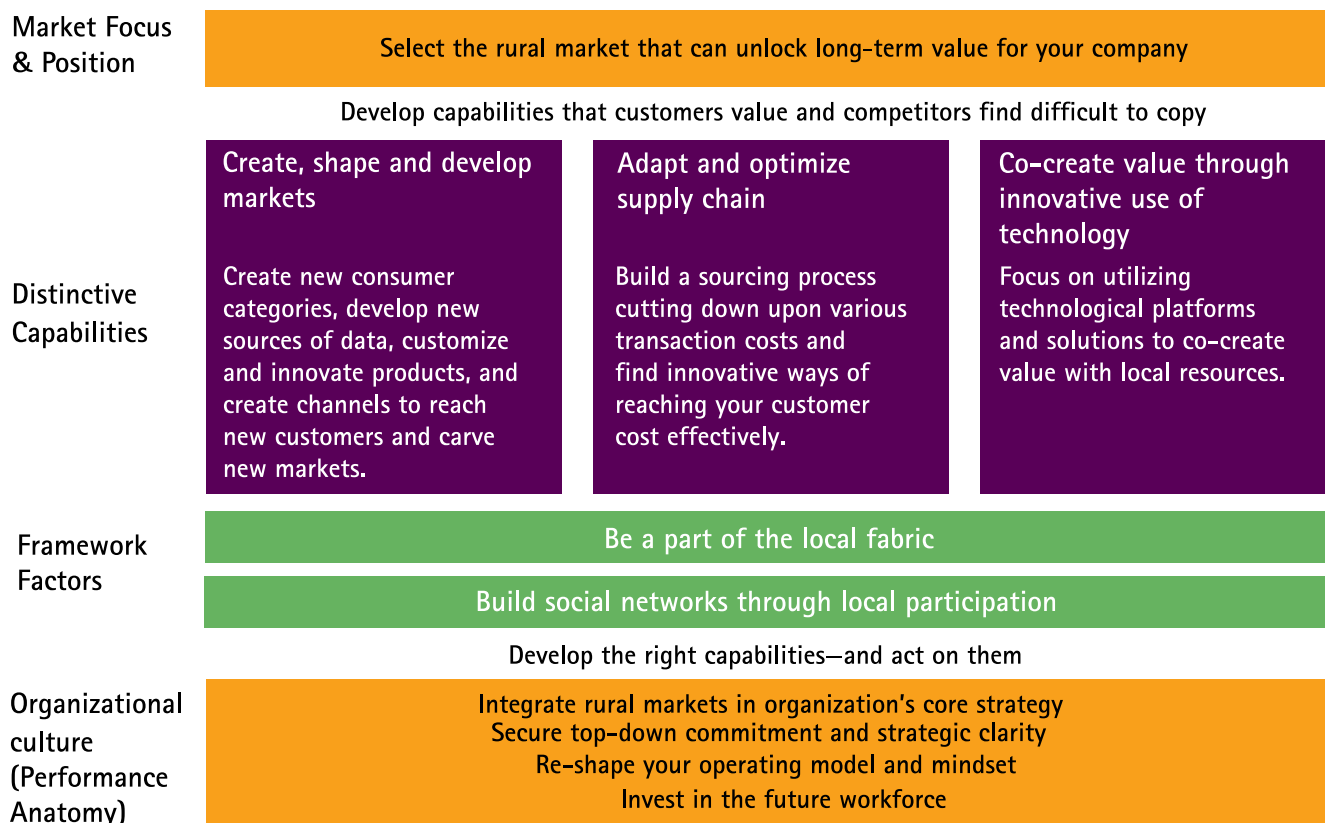 Market Focus
& Position
Select the rural market that can unlock long-term value for your company
Develop capabilities that customers value and competitors find difficult to copy
Distinctive
Capabilities
Create, shape and develop
markets
Create new consumer
categories, develop new
sources of data, customize
and innovate products, and
create channels to reach
new customers and carve
new markets.
Adapt and optimize
supply chain
Build a sourcing process
cutting down upon various
transaction costs and
find innovative ways of
reaching your customer
cost effectively.
Co-create value through
innovative use of
technology
Focus on utilizing
technological platforms
and solutions to co-create
value with local resources.
Framework
Factors
Be a part of the local fabric
Build social networks through local participation
Develop the right capabilities—and act on them
Organizational
culture
(Performance
Anatomy)
Integrate rural markets in organization's core strategy
Secure top-down commitment and strategic clarity
Re-shape your operating model and mindset
Invest in the future workforce